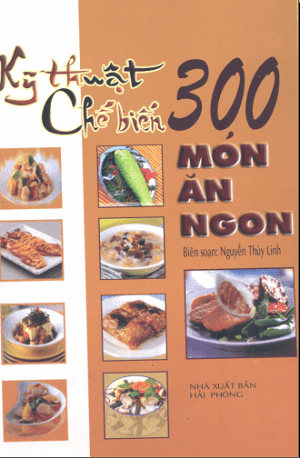 Kỹ thuật
Chế biến 300
MÓN
ĂN
NGON
Biên soạn: Nguyễn Thùy Linh
NHÀ XUẤT BẢN
HẢI PHÒNG